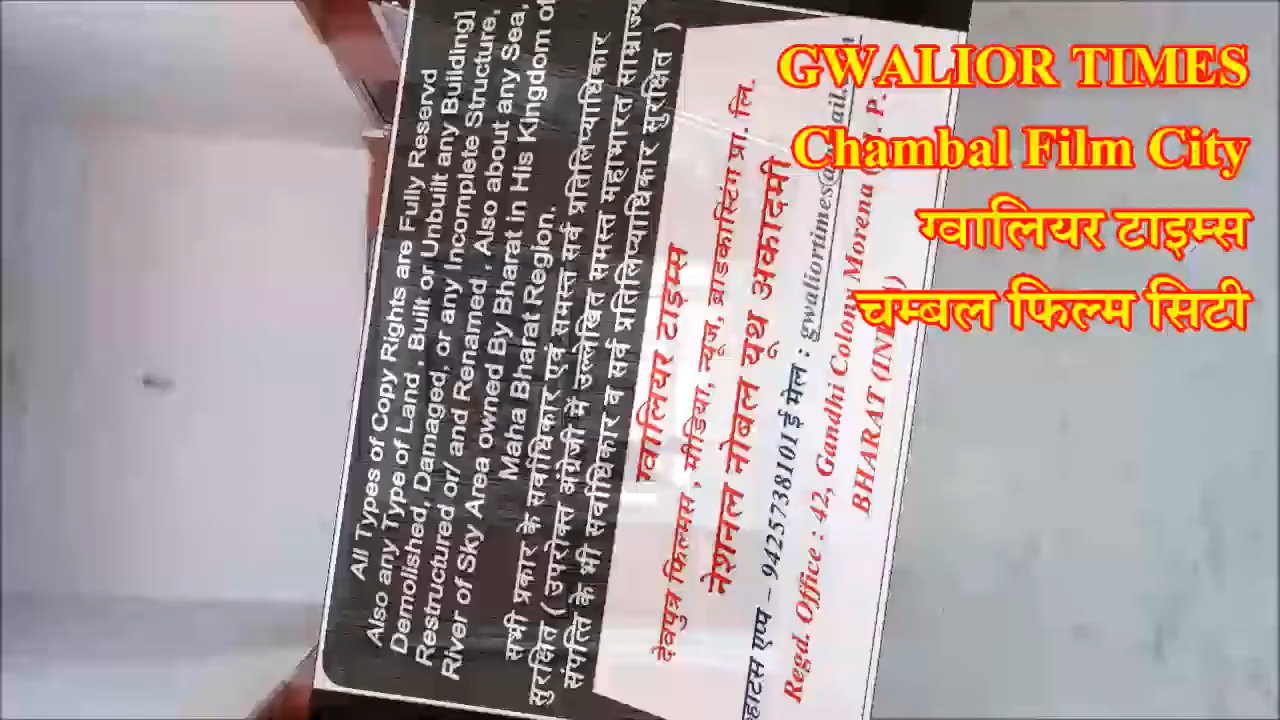 GWALIOR TIMES
Chambal Film City
ग्वालियर टाइम्स
चम्बल फिल्म सिटी
All Types of Copy Rights are Fully Reservd
Also any Type of Land , Built or Unbuit any Building]
Demolished, Damaged, or any Incomplete Structure,
Restructured or/ and Renamed , Also about any Sea,
River of Sky Area owned By Bharat in His Kingdom of
Maha Bharat Region.
सभी प्रकार के सर्वाधिकार एवं समस्त सर्व प्रतिलिप्याधिकार
सुरक्षित ( उपरोक्त अंग्रेजी में उल्लेखित समस्त महाभारत साम्राज्य
संपत्ति के भी सर्वाधिकार व सर्व प्रतिलिप्याधिकार सुरक्षित )
ग्वालियर टाइम्स
देवपुत्र फिल्मस , मीडिया, न्यूज, ब्राडकास्टिंग प्रा. लि.
नेशनल नोबल यूथ अकादमी
व्हाटस एप्प - 9425738101 ई मेल : gwaliortimes@
Regd. Office : 42, Gandhi Colony Morena P.
BHARAT